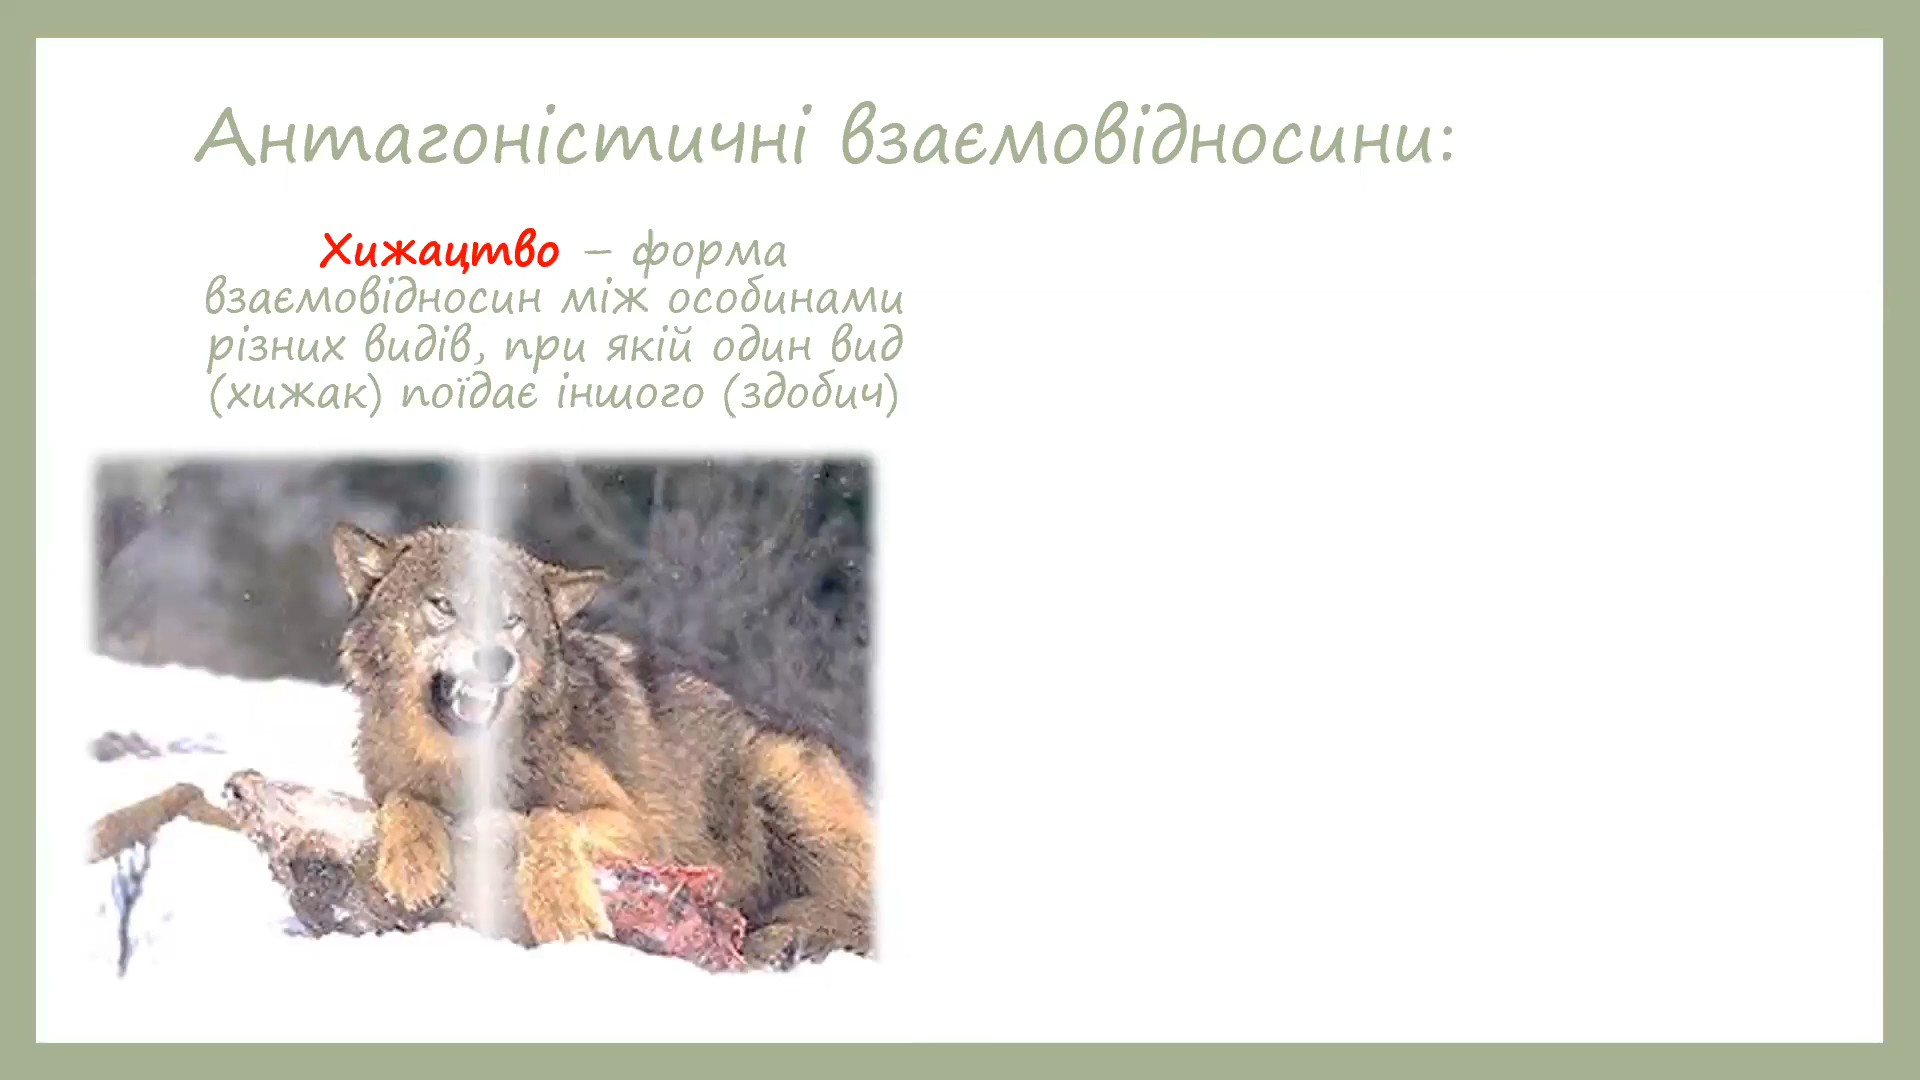 Антагоністичні взаємовідносини:
Хижацтво – форма
взаємовідносин між особинами
різних видів, при якій один вид
(хижак) поїдає іншого (здобич)